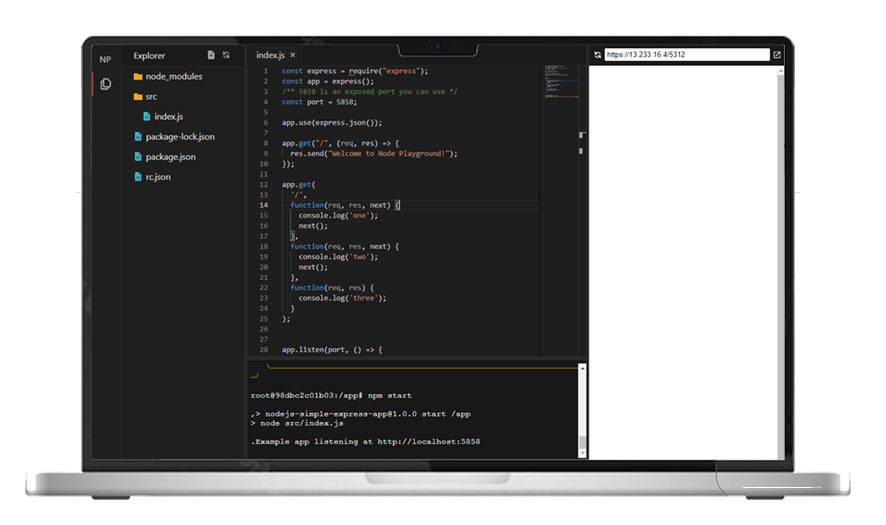 NP
Explorer
node_modules
src
index.js
package-lock.json
package.json
rc.json
index.js ×
1 const express = require("express");
2 const app = express();
3 /** 5858 is an exposed port you can use */
4 const port = 5858;
5
6 app.use(express.json());
7
8 app.get("/", (req, res) => {
9 res.send("Welcome to Node Playground!");
10 });
11
12 app.get(
13 '/',
14 function(req, res, next) {
15 console.log('one');
16 next();
17 },
18 function(req, res, next) {
19 console.log('two');
20 next();
21 },
22 function(req, res) {
23 console.log('three');
24 }
25 );
26
27
28 app.listen(port, () => {
root@98dbc2c01b03:/app# npm start
,> nodejs-simple-express-app@1.0.0 start /app
> node src/index.js
.Example app listening at http://localhost:5858
https://13.233.16.4/5312